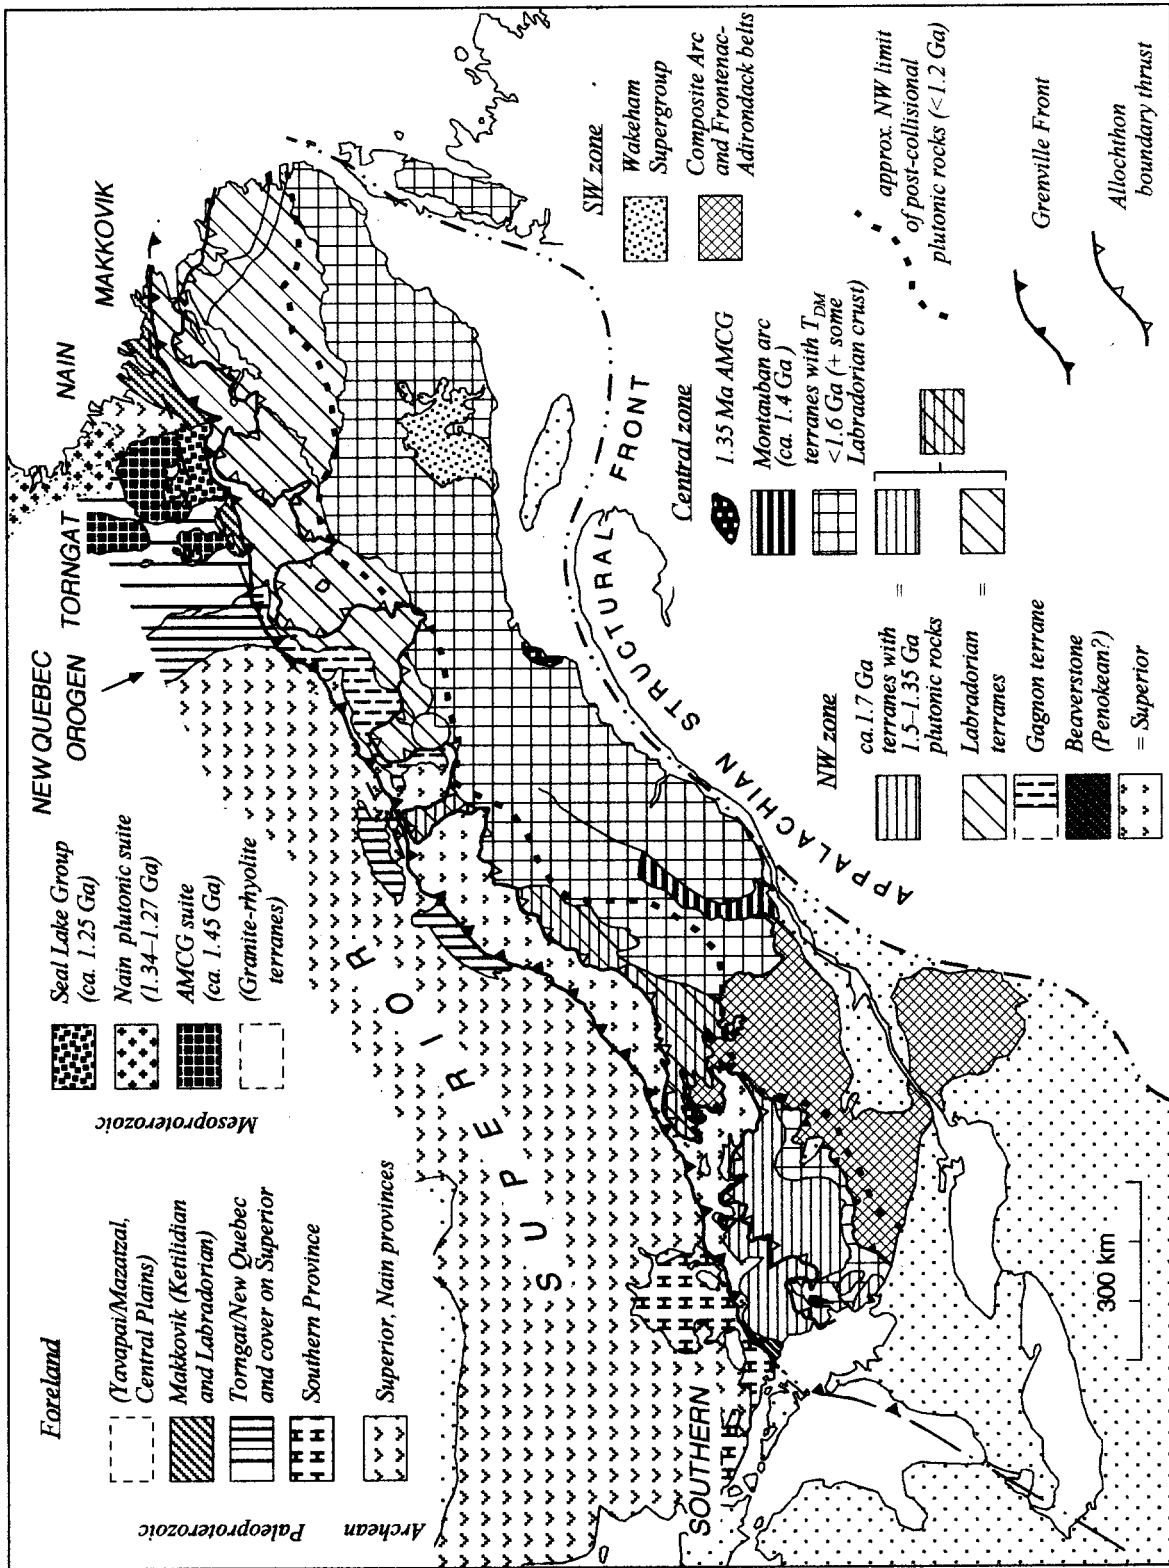 Foreland
Paleoproterozoic
(Yavapai/Mazatzal,
Central Plains)
Makkovik (Ketilidian
and Labradorian)
Torngat/New Quebec
and cover on Superior
Southern Province
Archean
Superior, Nain provinces
Mesoproterozoic
Seal Lake Group
(ca. 1.25 Ga)
Nain plutonic suite
(1.34–1.27 Ga)
AMCG suite
(ca. 1.45 Ga)
(Granite-rhyolite
terranes)
NEW QUEBEC
OROGEN
TORNGAT
NAIN
MAKKOVIK
SUPERIOR
SOUTHERN
APPALACHIAN STRUCTURAL FRONT
300 km
NW zone
ca.1.7 Ga
terranes with
1.5–1.35 Ga
plutonic rocks
=
Labradorian
terranes
=
Gagnon terrane
Beaverstone
(Penokean?)
= Superior
Central zone
1.35 Ma AMCG
Montauban arc
(ca. 1.4 Ga )
terranes with TDM
<1.6 Ga (+ some
Labradorian crust)
SW zone
Wakeham
Supergroup
Composite Arc
and Frontenac-
Adirondack belts
approx. NW limit
of post-collisional
plutonic rocks (<1.2 Ga)
Grenville Front
Allochthon
boundary thrust